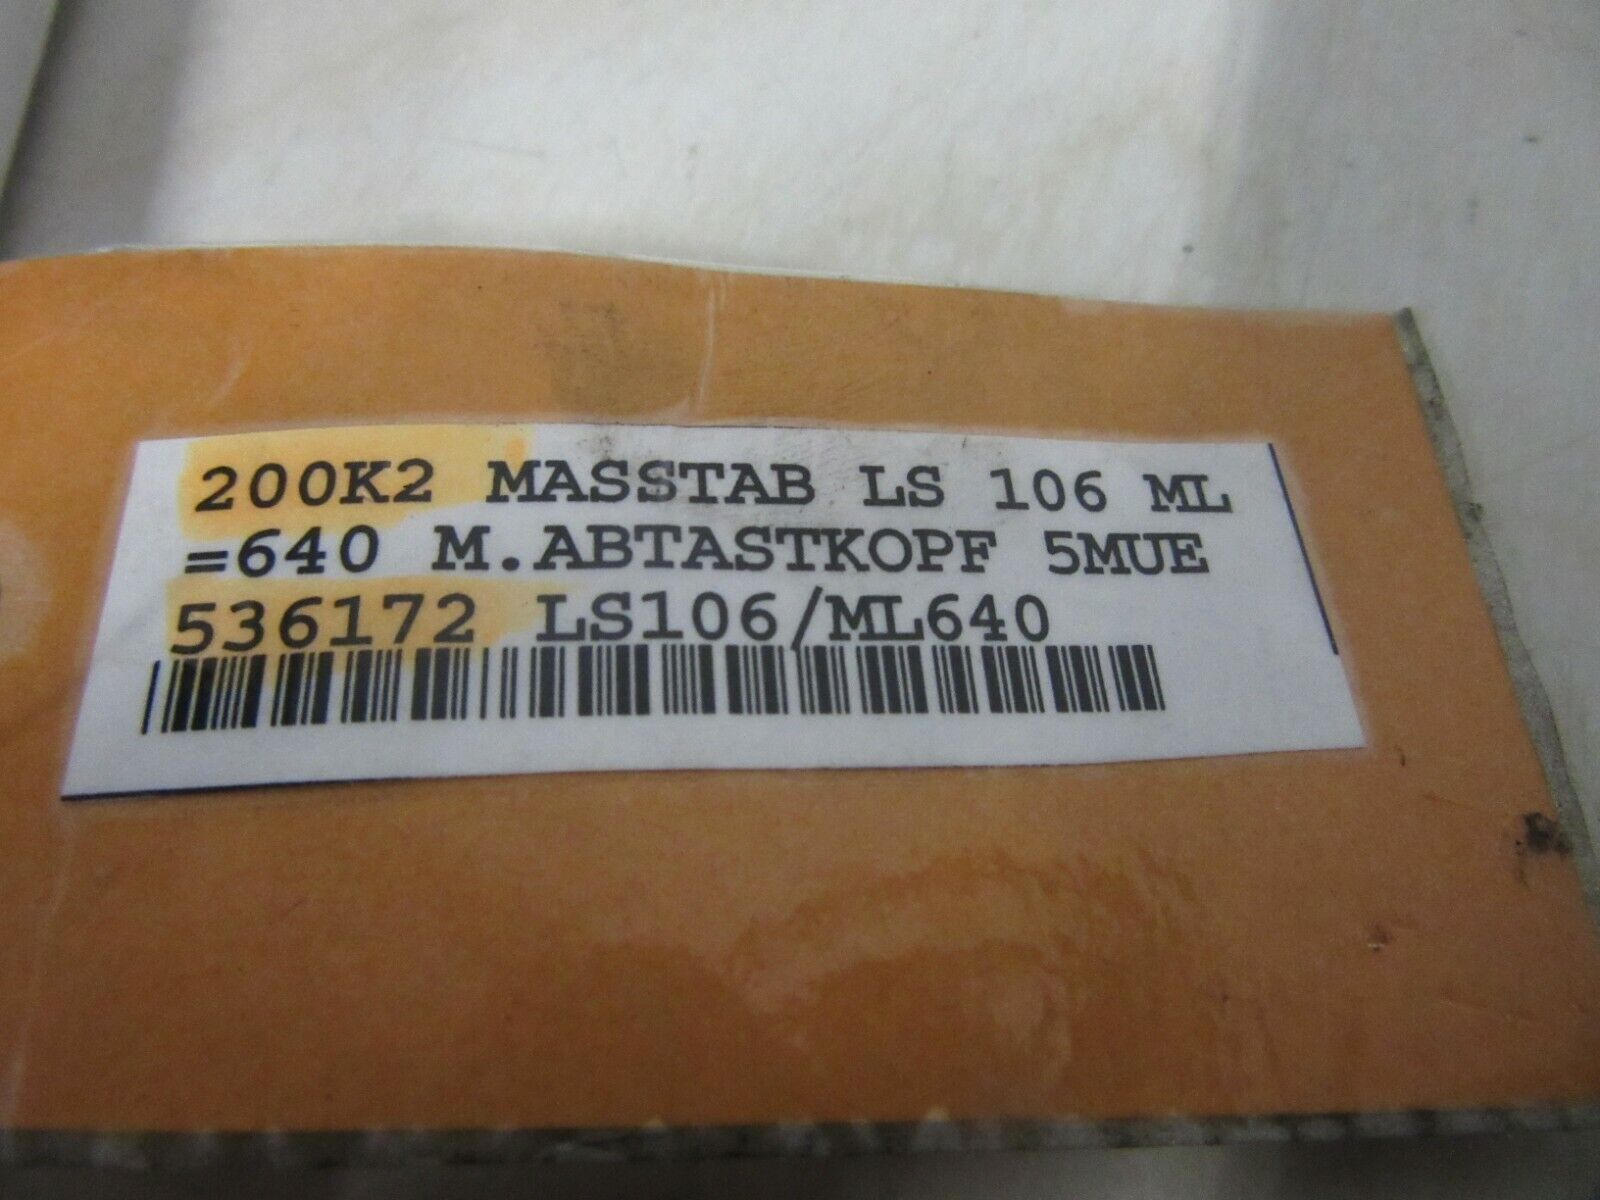 200K2 MASSTAB LS 106 ML
=640 M.ABTASTKOPF 5MUE
536172 LS106/ML640